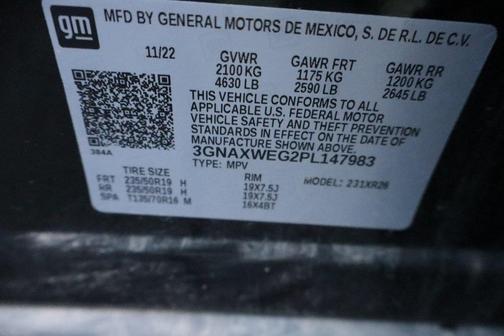 gm
MFD BY GENERAL MOTORS DE MEXICO, S. DE R.L. DE C.V.
11/22 GVWR GAWR FRT GAWR RR
2100 KG 1175 KG 1200 KG
4630 LB 2590 LB 2645 LB
THIS VEHICLE CONFORMS TO ALL
APPLICABLE U.S. FEDERAL MOTOR
VEHICLE SAFETY AND THEFT PREVENTION
STANDARDS IN EFFECT ON THE DATE OF
MANUFACTURE SHOWN ABOVE.
384A 3GNAXWEG2PL147983
TYPE: MPV
TIRE SIZE RIM MODEL: 231XR26
FRT 235/50R19 H 19X7.5J
RR 235/50R19 H 19X7.5J
SPA T135/70R16 M 16X4BT